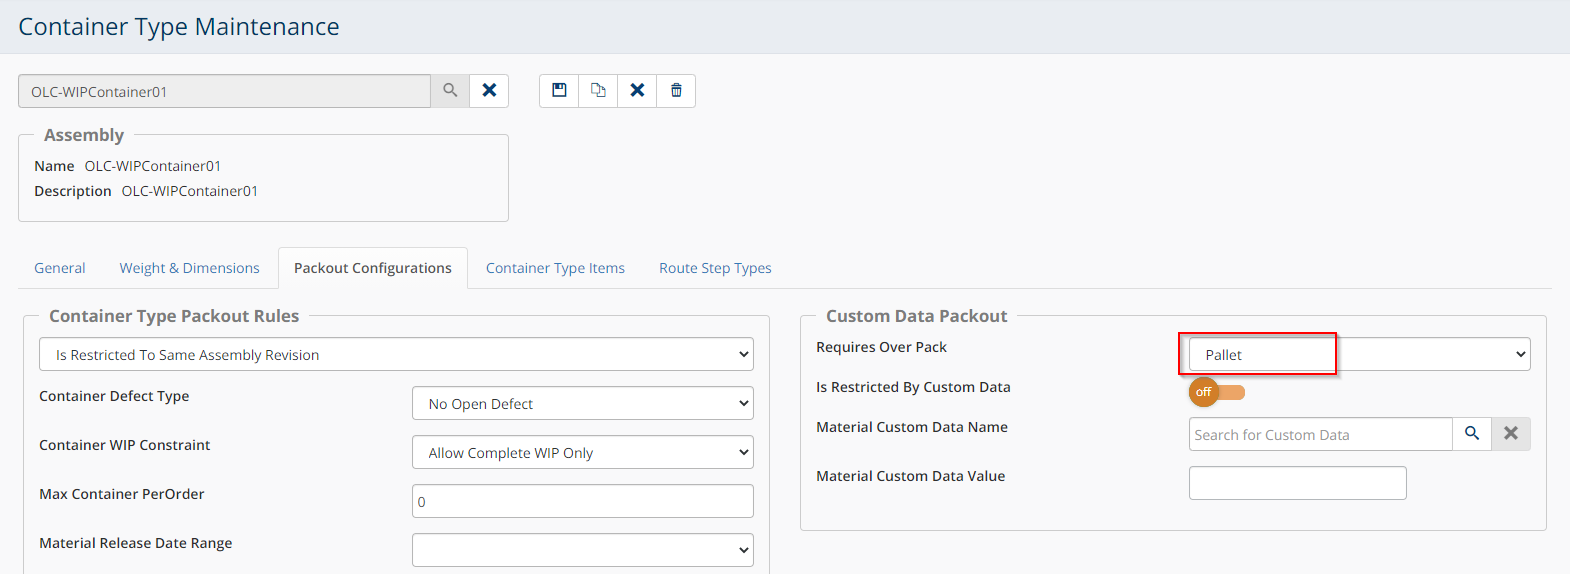 Container Type Maintenance
OLC-WIPContainer01
Assembly
Name OLC-WIPContainer01
Description OLC-WIPContainer01
General Weight & Dimensions Packout Configurations Container Type Items Route Step Types
Container Type Packout Rules
Is Restricted To Same Assembly Revision
Container Defect Type No Open Defect
Container WIP Constraint Allow Complete WIP Only
Max Container PerOrder 0
Material Release Date Range
Custom Data Packout
Requires Over Pack Pallet
Is Restricted By Custom Data off
Material Custom Data Name Search for Custom Data
Material Custom Data Value